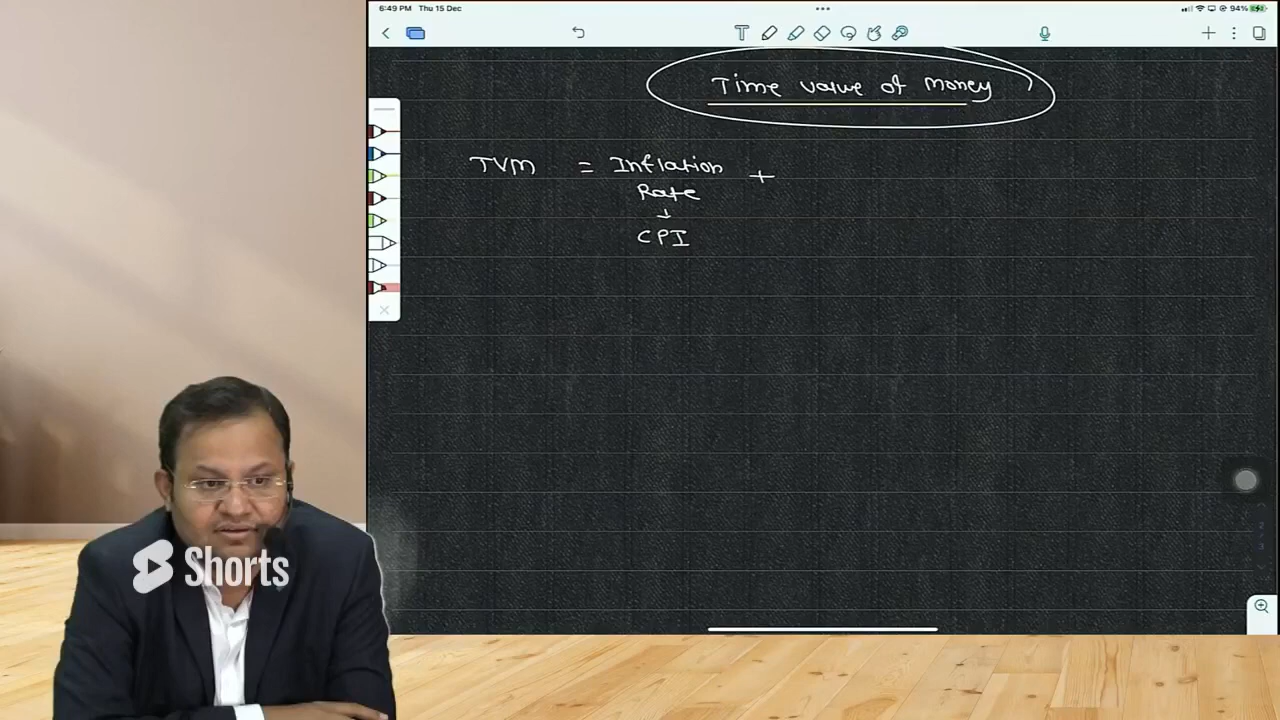 6:49 PM Thu 15 Dec
94%
T
Time value of money
TVM = Inflation +
Rate
CPI
Shorts